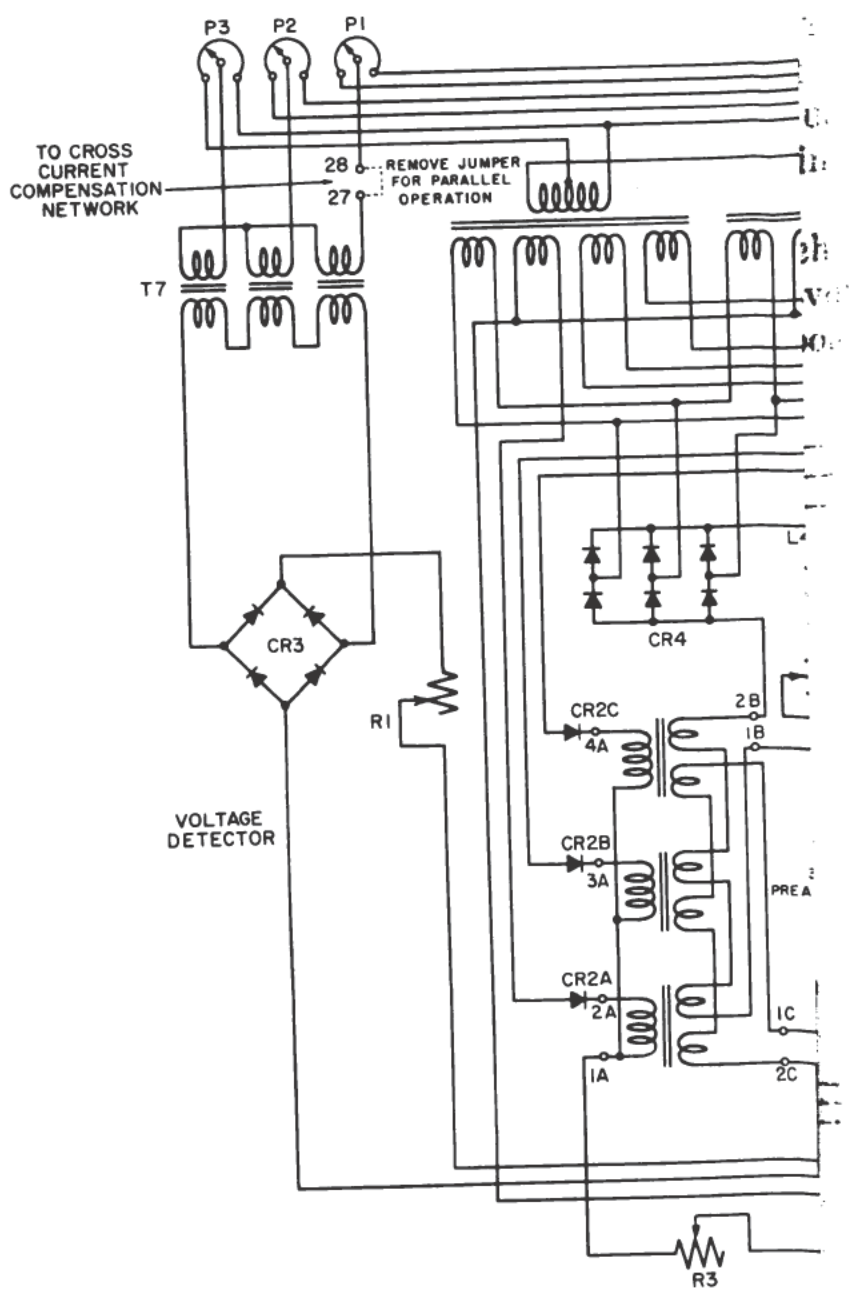 P3
P2
P1
TO CROSS
CURRENT
COMPENSATION
NETWORK
28
27
REMOVE JUMPER
FOR PARALLEL
OPERATION
T7
CR3
CR4
R1
VOLTAGE
DETECTOR
CR2C
4A
2B
1B
CR2B
3A
CR2A
2A
1A
1C
2C
R3